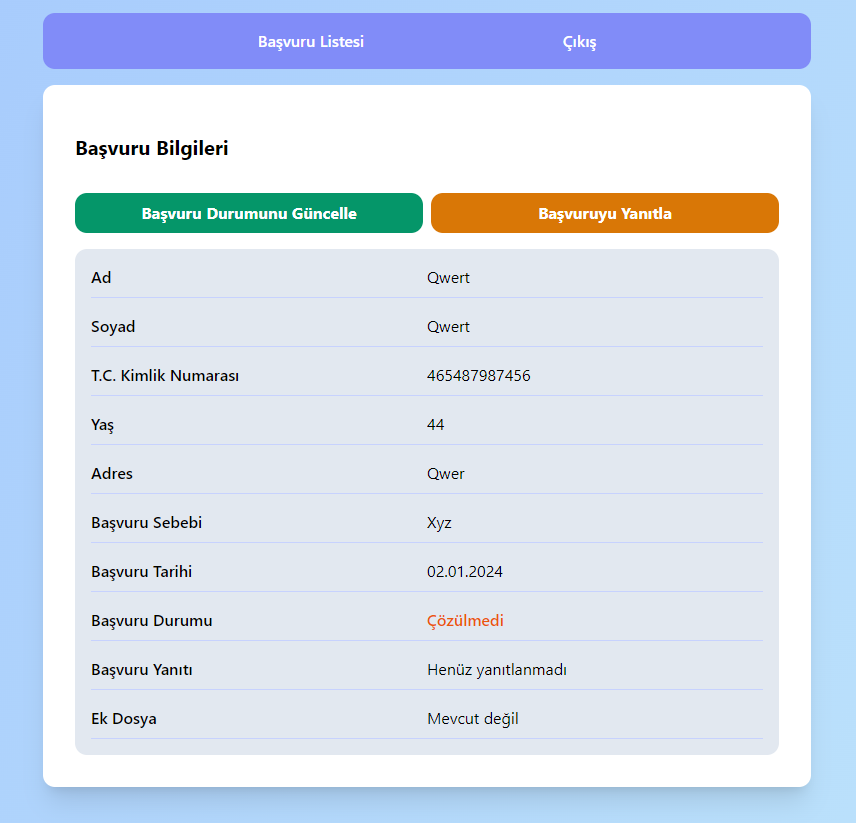 Başvuru Listesi Çıkış
Başvuru Bilgileri
Başvuru Durumunu Güncelle Başvuruyu Yanıtla
Ad Qwert
Soyad Qwert
T.C. Kimlik Numarası 465487987456
Yaş 44
Adres Qwer
Başvuru Sebebi Xyz
Başvuru Tarihi 02.01.2024
Başvuru Durumu Çözülmedi
Başvuru Yanıtı Henüz yanıtlanmadı
Ek Dosya Mevcut değil